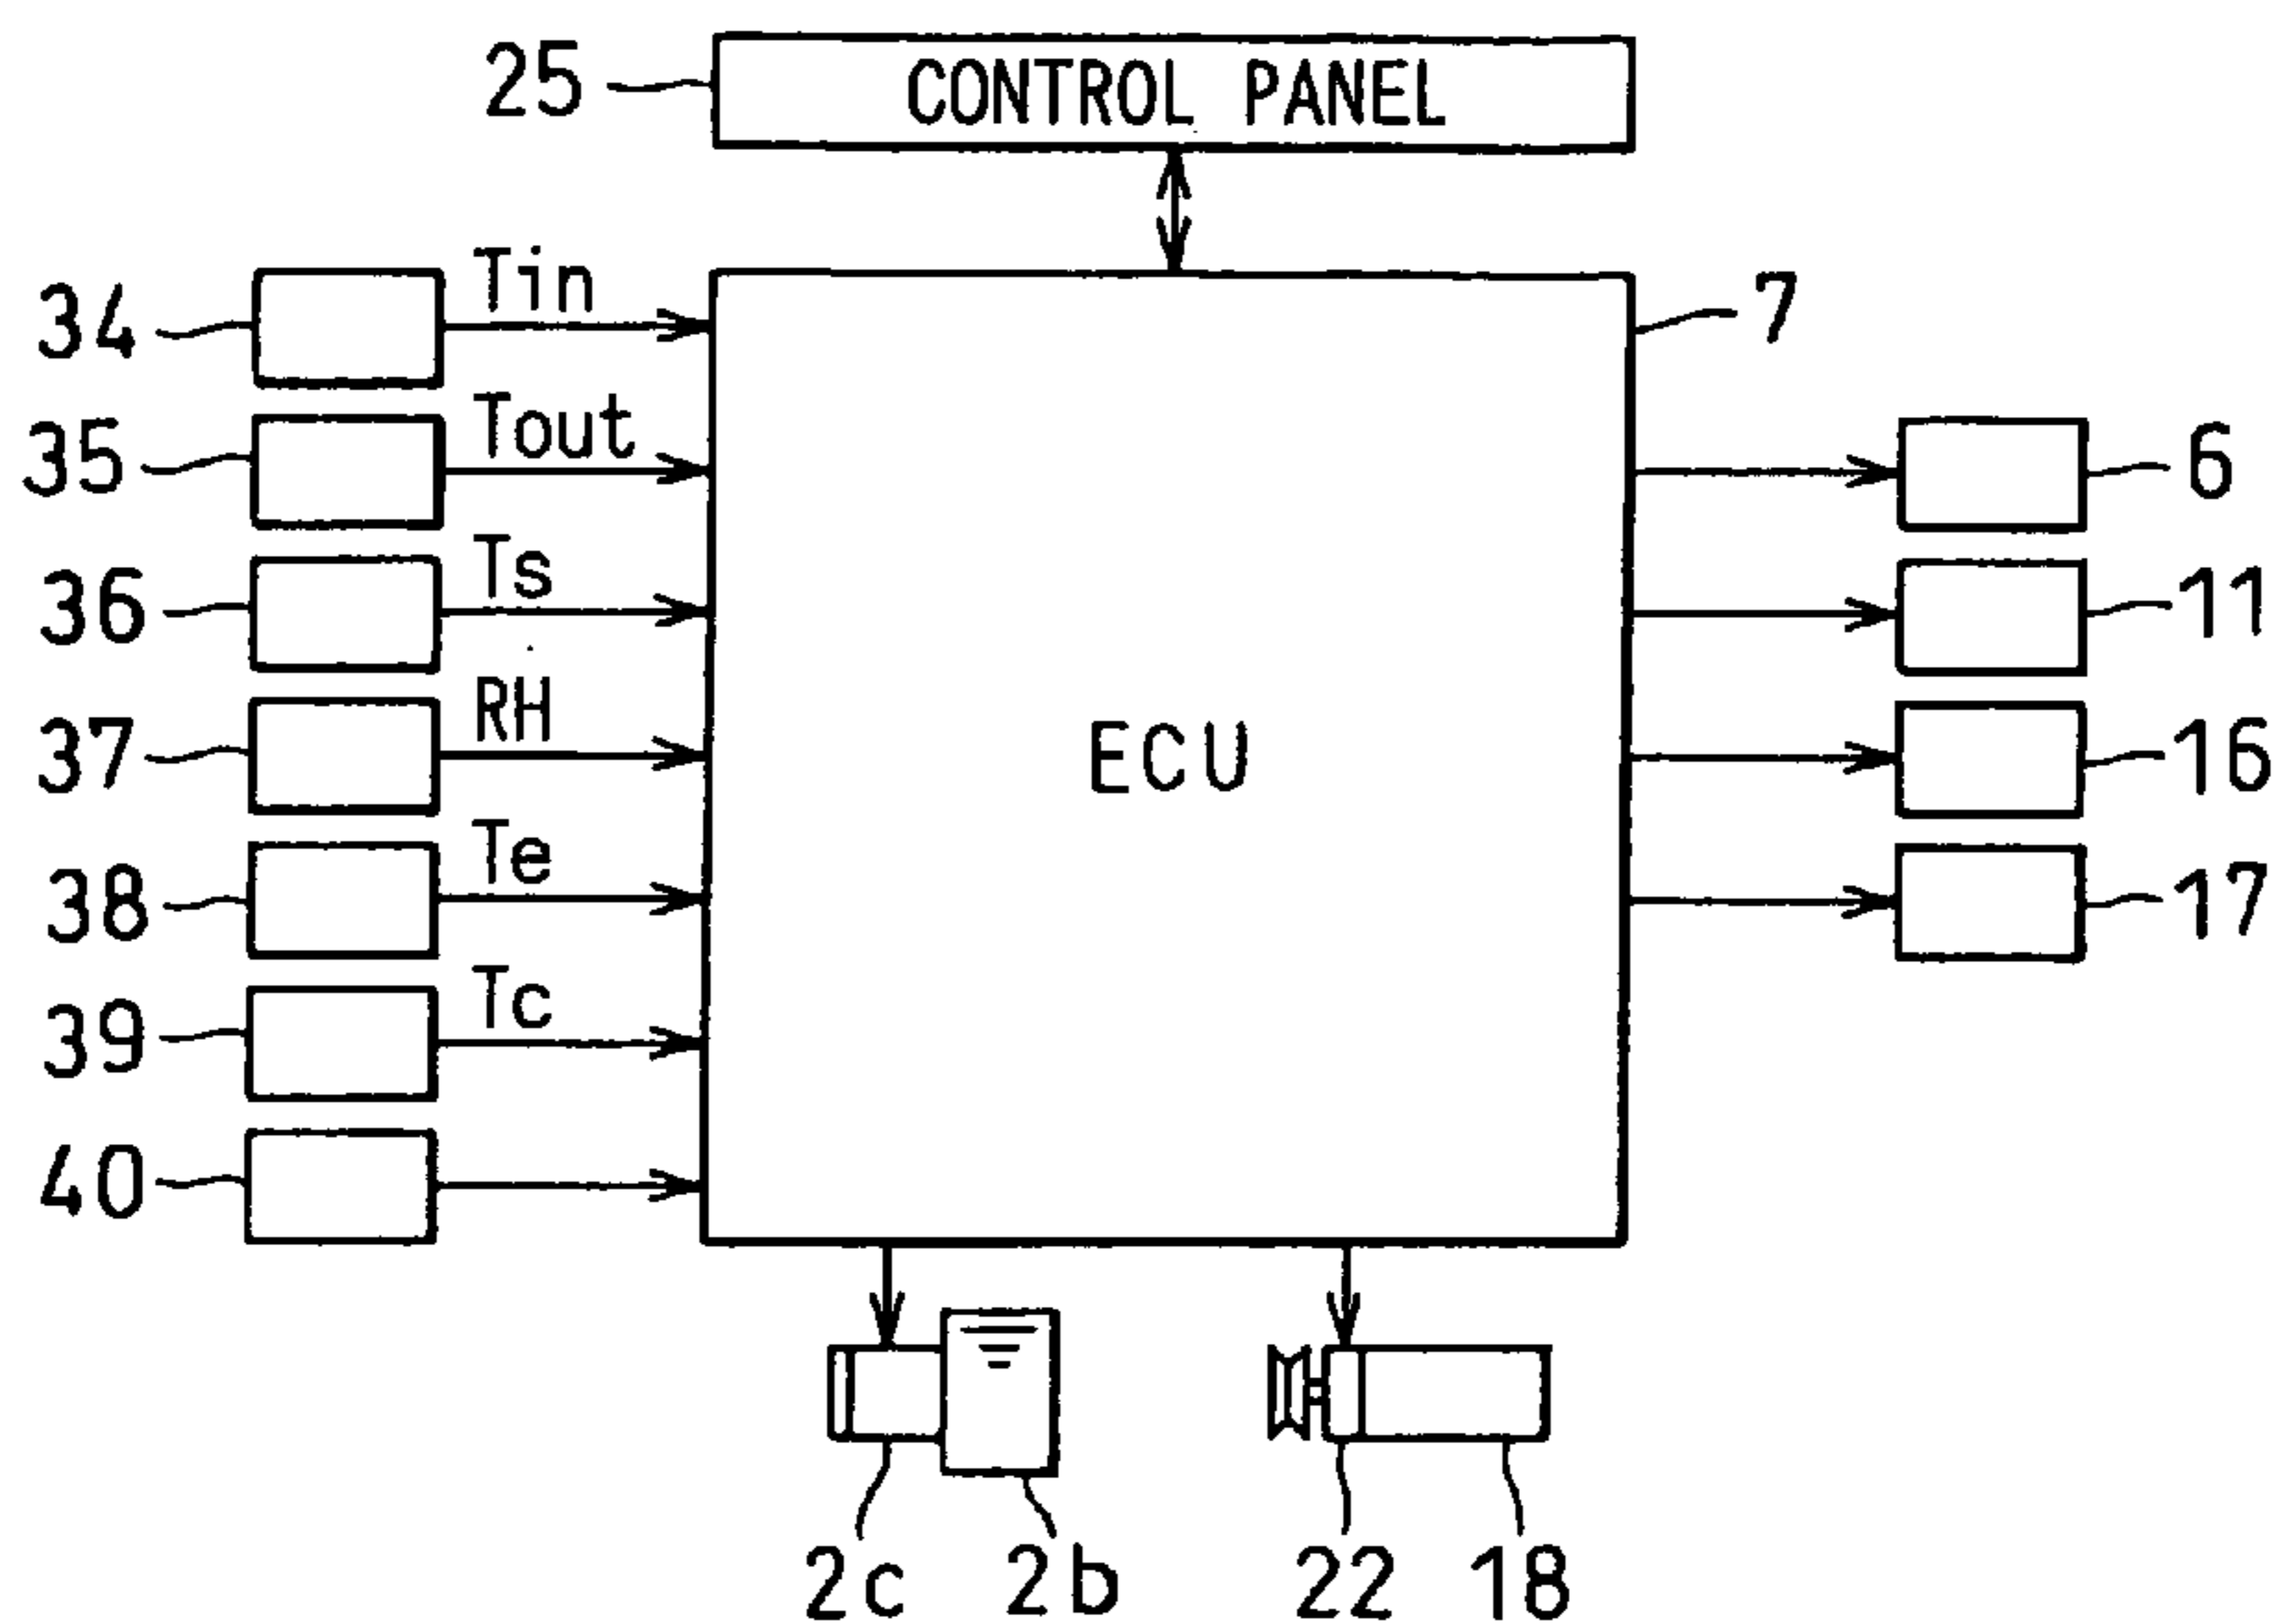 25 CONTROL PANEL
34 Tin 7
35 Tout 6
36 Ts 11
37 RH ECU 16
38 Te 17
39 Tc
40
2c 2b 22 18